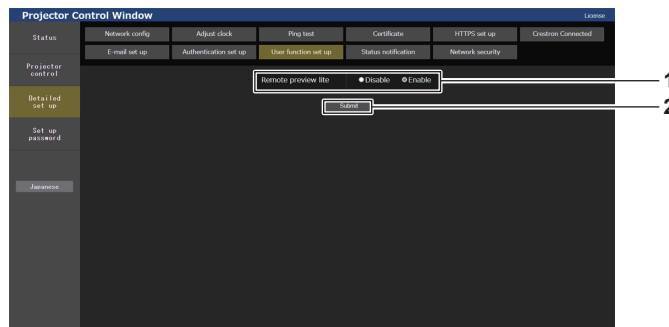 Projector Control Window
License
Status
Network config Adjust clock Ping test Certificate HTTPS set up Crestron Connected
E-mail set up Authentication set up User function set up Status notification Network security
Projector
control
Remote preview lite Disable Enable
1
Submit
2
Detailed
set up
Set up
password
Japanese